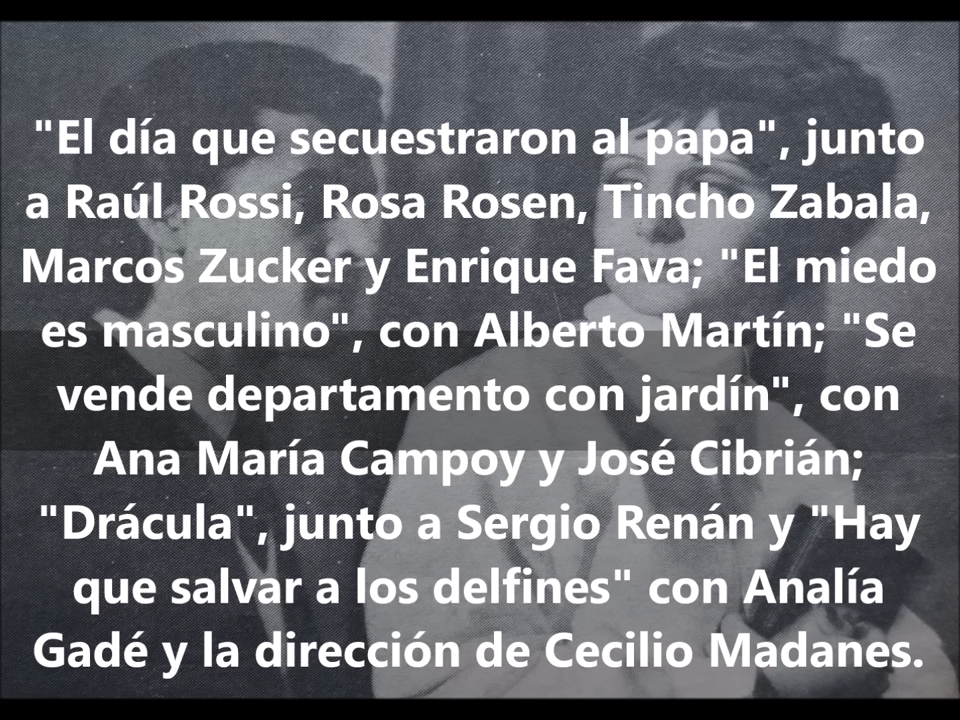 "El día que secuestraron al papa", junto
a Raúl Rossi, Rosa Rosen, Tincho Zabala,
Marcos Zucker y Enrique Fava; "El miedo
es masculino", con Alberto Martín; "Se
vende departamento con jardín", con
Ana María Campoy y José Cibrián;
"Drácula", junto a Sergio Renán y "Hay
que salvar a los delfines" con Analía
Gadé y la dirección de Cecilio Madanes.